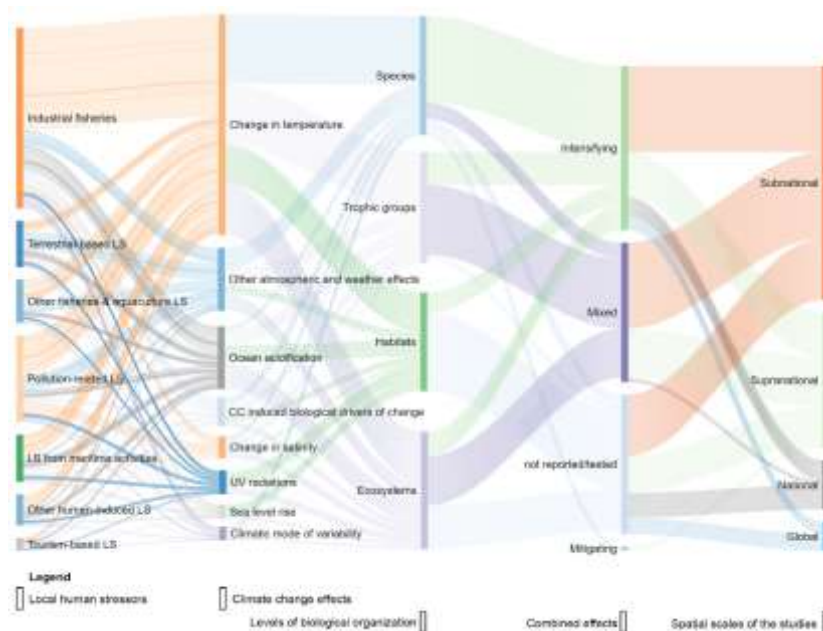 Industrial fisheries
Terrestrial-based LS
Other fisheries & aquaculture LS
Pollution-related LS
LS from maritime activities
Other human-induced LS
Tourism-based LS
Change in temperature
Other atmospheric and weather effects
Ocean acidification
CC induced biological drivers of change
Change in salinity
UV radiations
Sea level rise
Climate mode of variability
Species
Trophic groups
Habitats
Ecosystems
Intensifying
Mixed
not reported/tested
Mitigating
Subnational
Supranational
National
Global
Legend
Local human stressors
Climate change effects
Levels of biological organization
Combined effects
Spatial scales of the studies